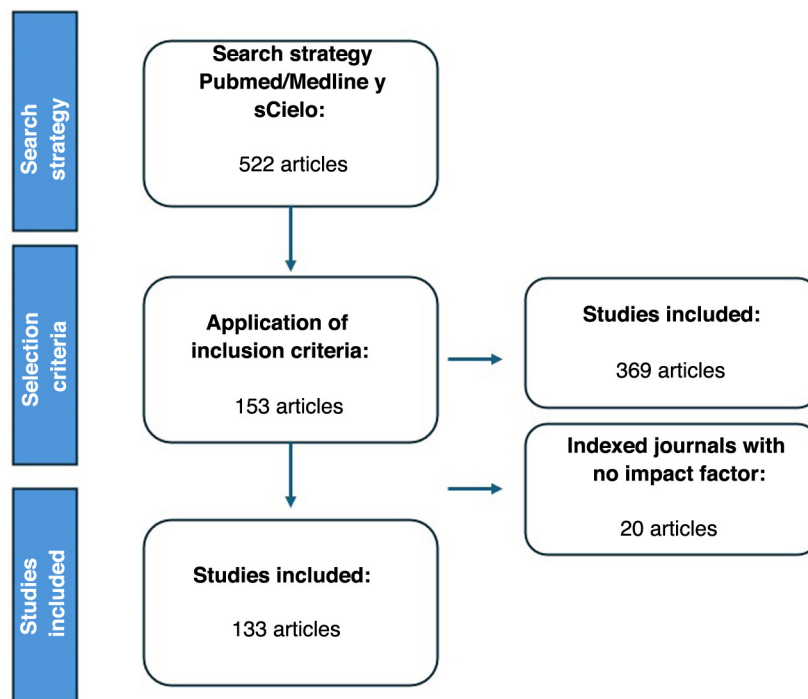 Search
strategy
Search strategy
Pubmed/Medline y
sCielo:
522 articles
Selection
criteria
Application of
inclusion criteria:
153 articles
Studies included:
369 articles
Indexed journals with
no impact factor:
20 articles
Studies
included
Studies included:
133 articles